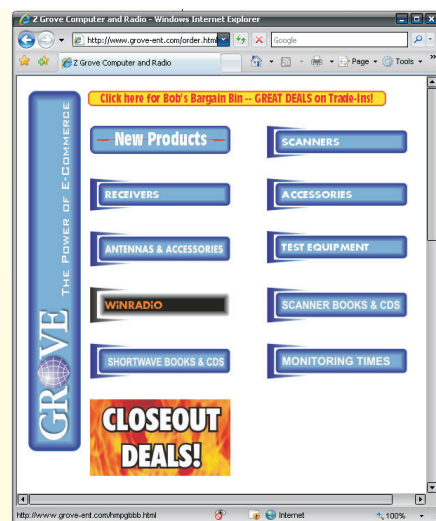 Z Grove Computer and Radio - Windows Internet Explorer
http://www.grove-ent.com/order.html
Google
Z Grove Computer and Radio
Page
Tools
Click here for Bob's Bargain Bin -- GREAT DEALS on Trade-Ins!
GROVE THE POWER OF E-COMMERCE
New Products
SCANNERS
RECEIVERS
ACCESSORIES
ANTENNAS & ACCESSORIES
TEST EQUIPMENT
WiNRADiO
SCANNER BOOKS & CDS
SHORTWAVE BOOKS & CDS
MONITORING TIMES
CLOSEOUT
DEALS!
http://www.grove-ent.com/hmpgbbb.html
Internet
100%